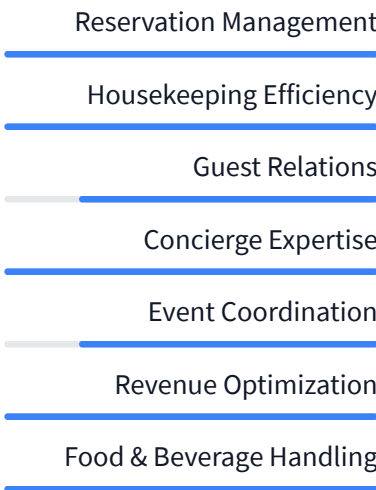 Reservation Management
Housekeeping Efficiency
Guest Relations
Concierge Expertise
Event Coordination
Revenue Optimization
Food & Beverage Handling